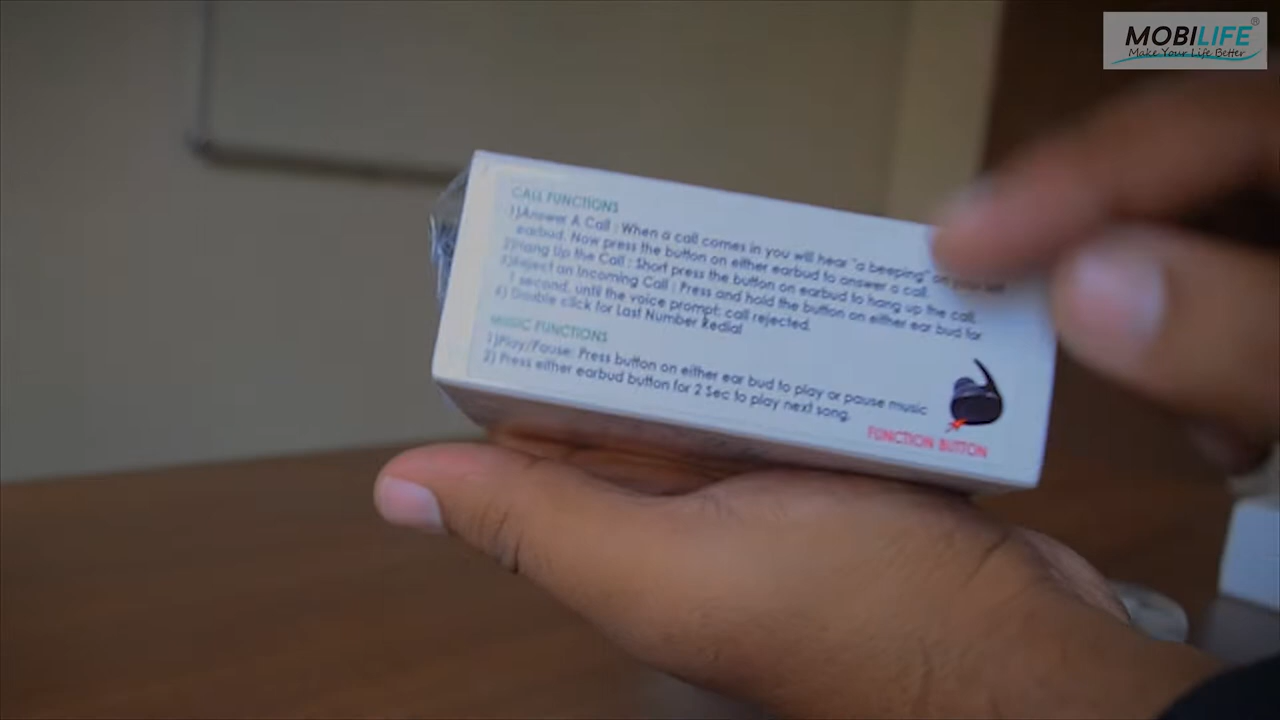 MOBILIFE®
Make Your Life Better
CALL FUNCTIONS
1)Answer A Call : When a call comes in you will hear "a beeping" on
earbud. Now press the button on either earbud to answer a call.
2)Hang Up the Call : Short press the button on earbud to hang up the call.
Reject an Incoming Call : Press and hold the button on either ear bud for
1 second, until the voice prompt: call rejected.
4) Double click for Last Number Redial
MUSIC FUNCTIONS
1)Play/Pause: Press button on either ear bud to play or pause music
2) Press either earbud button for 2 Sec to play next song.
FUNCTION BUTTON